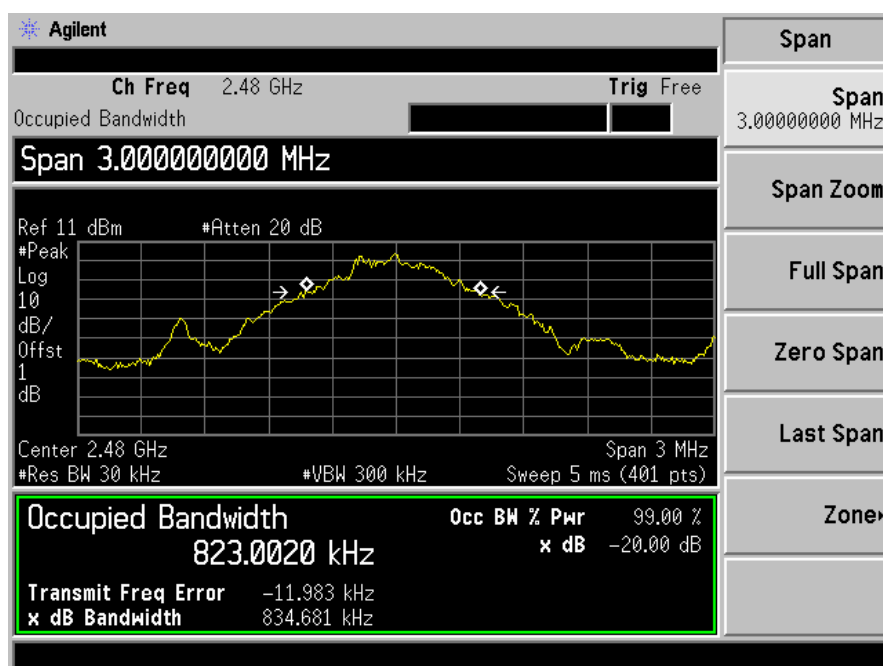 Agilent
Span
Ch Freq 2.48 GHz Trig Free
Occupied Bandwidth
Span
3.00000000 MHz
Span 3.000000000 MHz
Span Zoom
Ref 11 dBm #Atten 20 dB
#Peak
Log
10
dB/
Offst
1
dB
Full Span
Zero Span
Last Span
Center 2.48 GHz Span 3 MHz
#Res BW 30 kHz #VBW 300 kHz Sweep 5 ms (401 pts)
Occupied Bandwidth Occ BW % Pwr 99.00 %
823.0020 kHz x dB -20.00 dB
Zone
Transmit Freq Error -11.983 kHz
x dB Bandwidth 834.681 kHz